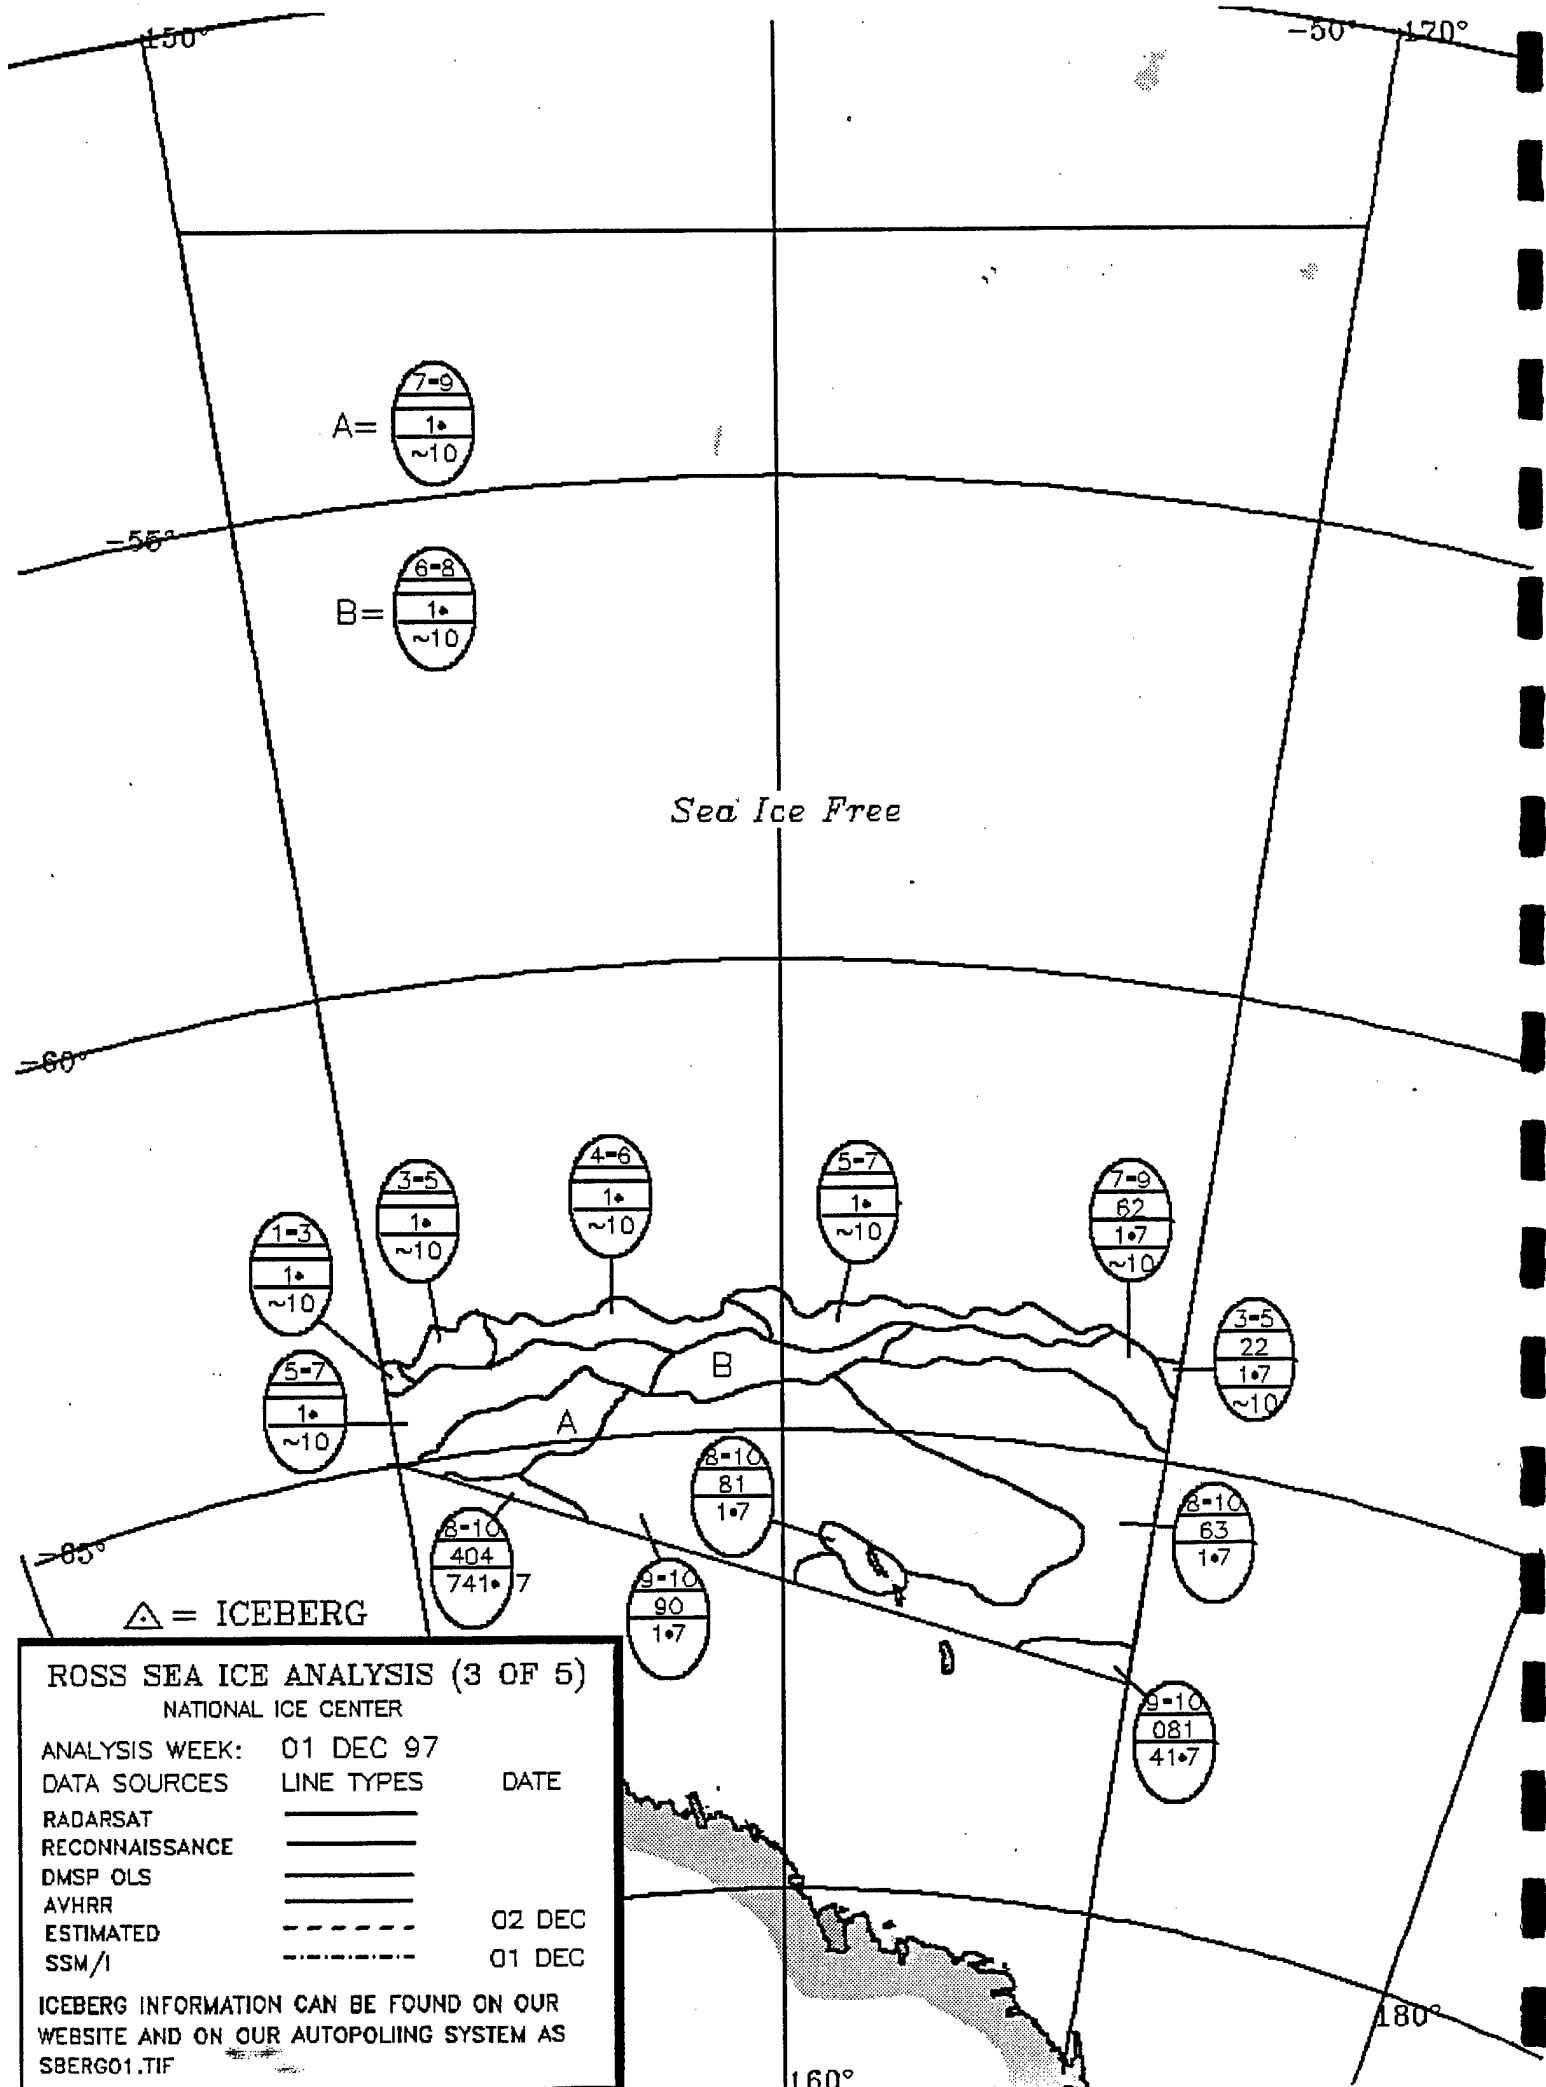 150°
-50°
170°
7-9
A=
1•
~10
-55°
6-8
B=
1•
~10
Sea Ice Free
-60°
4-6
1•
~10
5-7
1•
~10
3-5
1•
~10
7-9
62
1•7
~10
1-3
1•
~10
3-5
22
1•7
~10
5-7
1•
~10
B
A
8-10
81
1•7
8-10
63
1•7
8-10
404
741•7
9-10
90
1•7
-65°
△ = ICEBERG
9-10
081
41•7
ROSS SEA ICE ANALYSIS (3 OF 5)
NATIONAL ICE CENTER
ANALYSIS WEEK: 01 DEC 97
DATA SOURCES LINE TYPES DATE
RADARSAT
RECONNAISSANCE
DMSP OLS
AVHRR
ESTIMATED 02 DEC
SSM/I 01 DEC
ICEBERG INFORMATION CAN BE FOUND ON OUR
WEBSITE AND ON OUR AUTOPOLIING SYSTEM AS
SBERG01.TIF
180°
160°